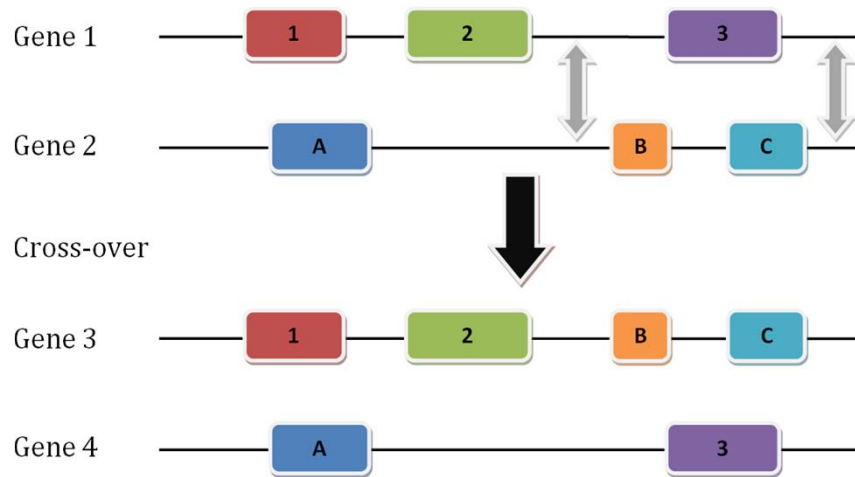 Gene 1 1 2 3
Gene 2 A B C
Cross-over
Gene 3 1 2 B C
Gene 4 A 3